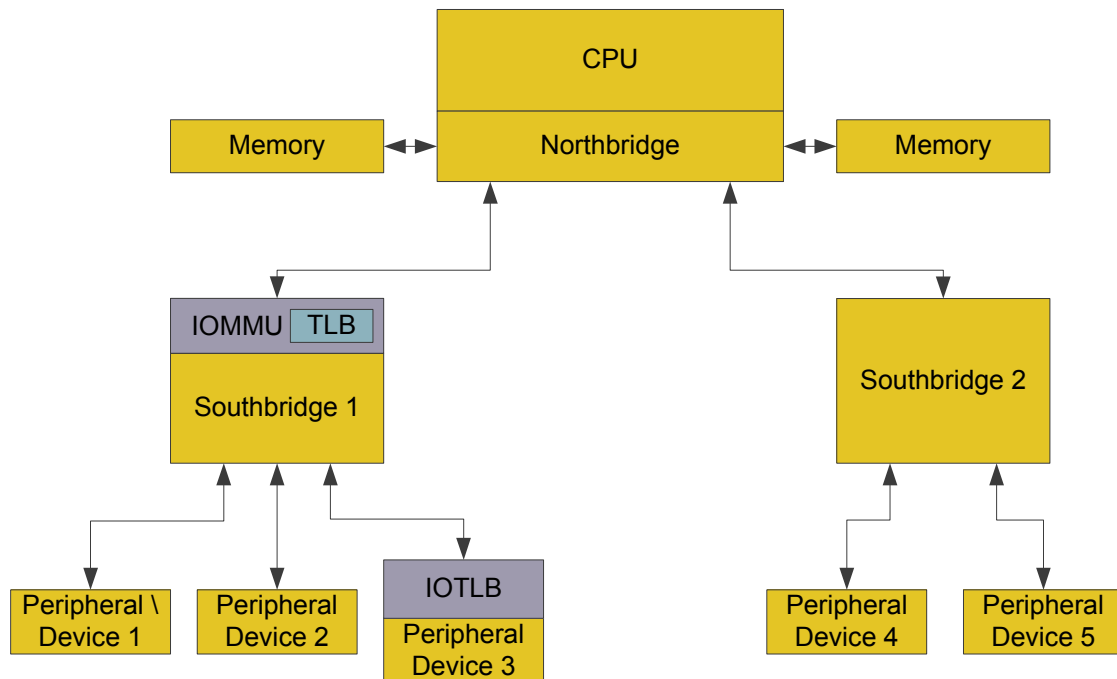 CPU
Memory
Northbridge
Memory
IOMMU
TLB
Southbridge 1
Southbridge 2
Peripheral \
Device 1
Peripheral
Device 2
IOTLB
Peripheral
Device 3
Peripheral
Device 4
Peripheral
Device 5